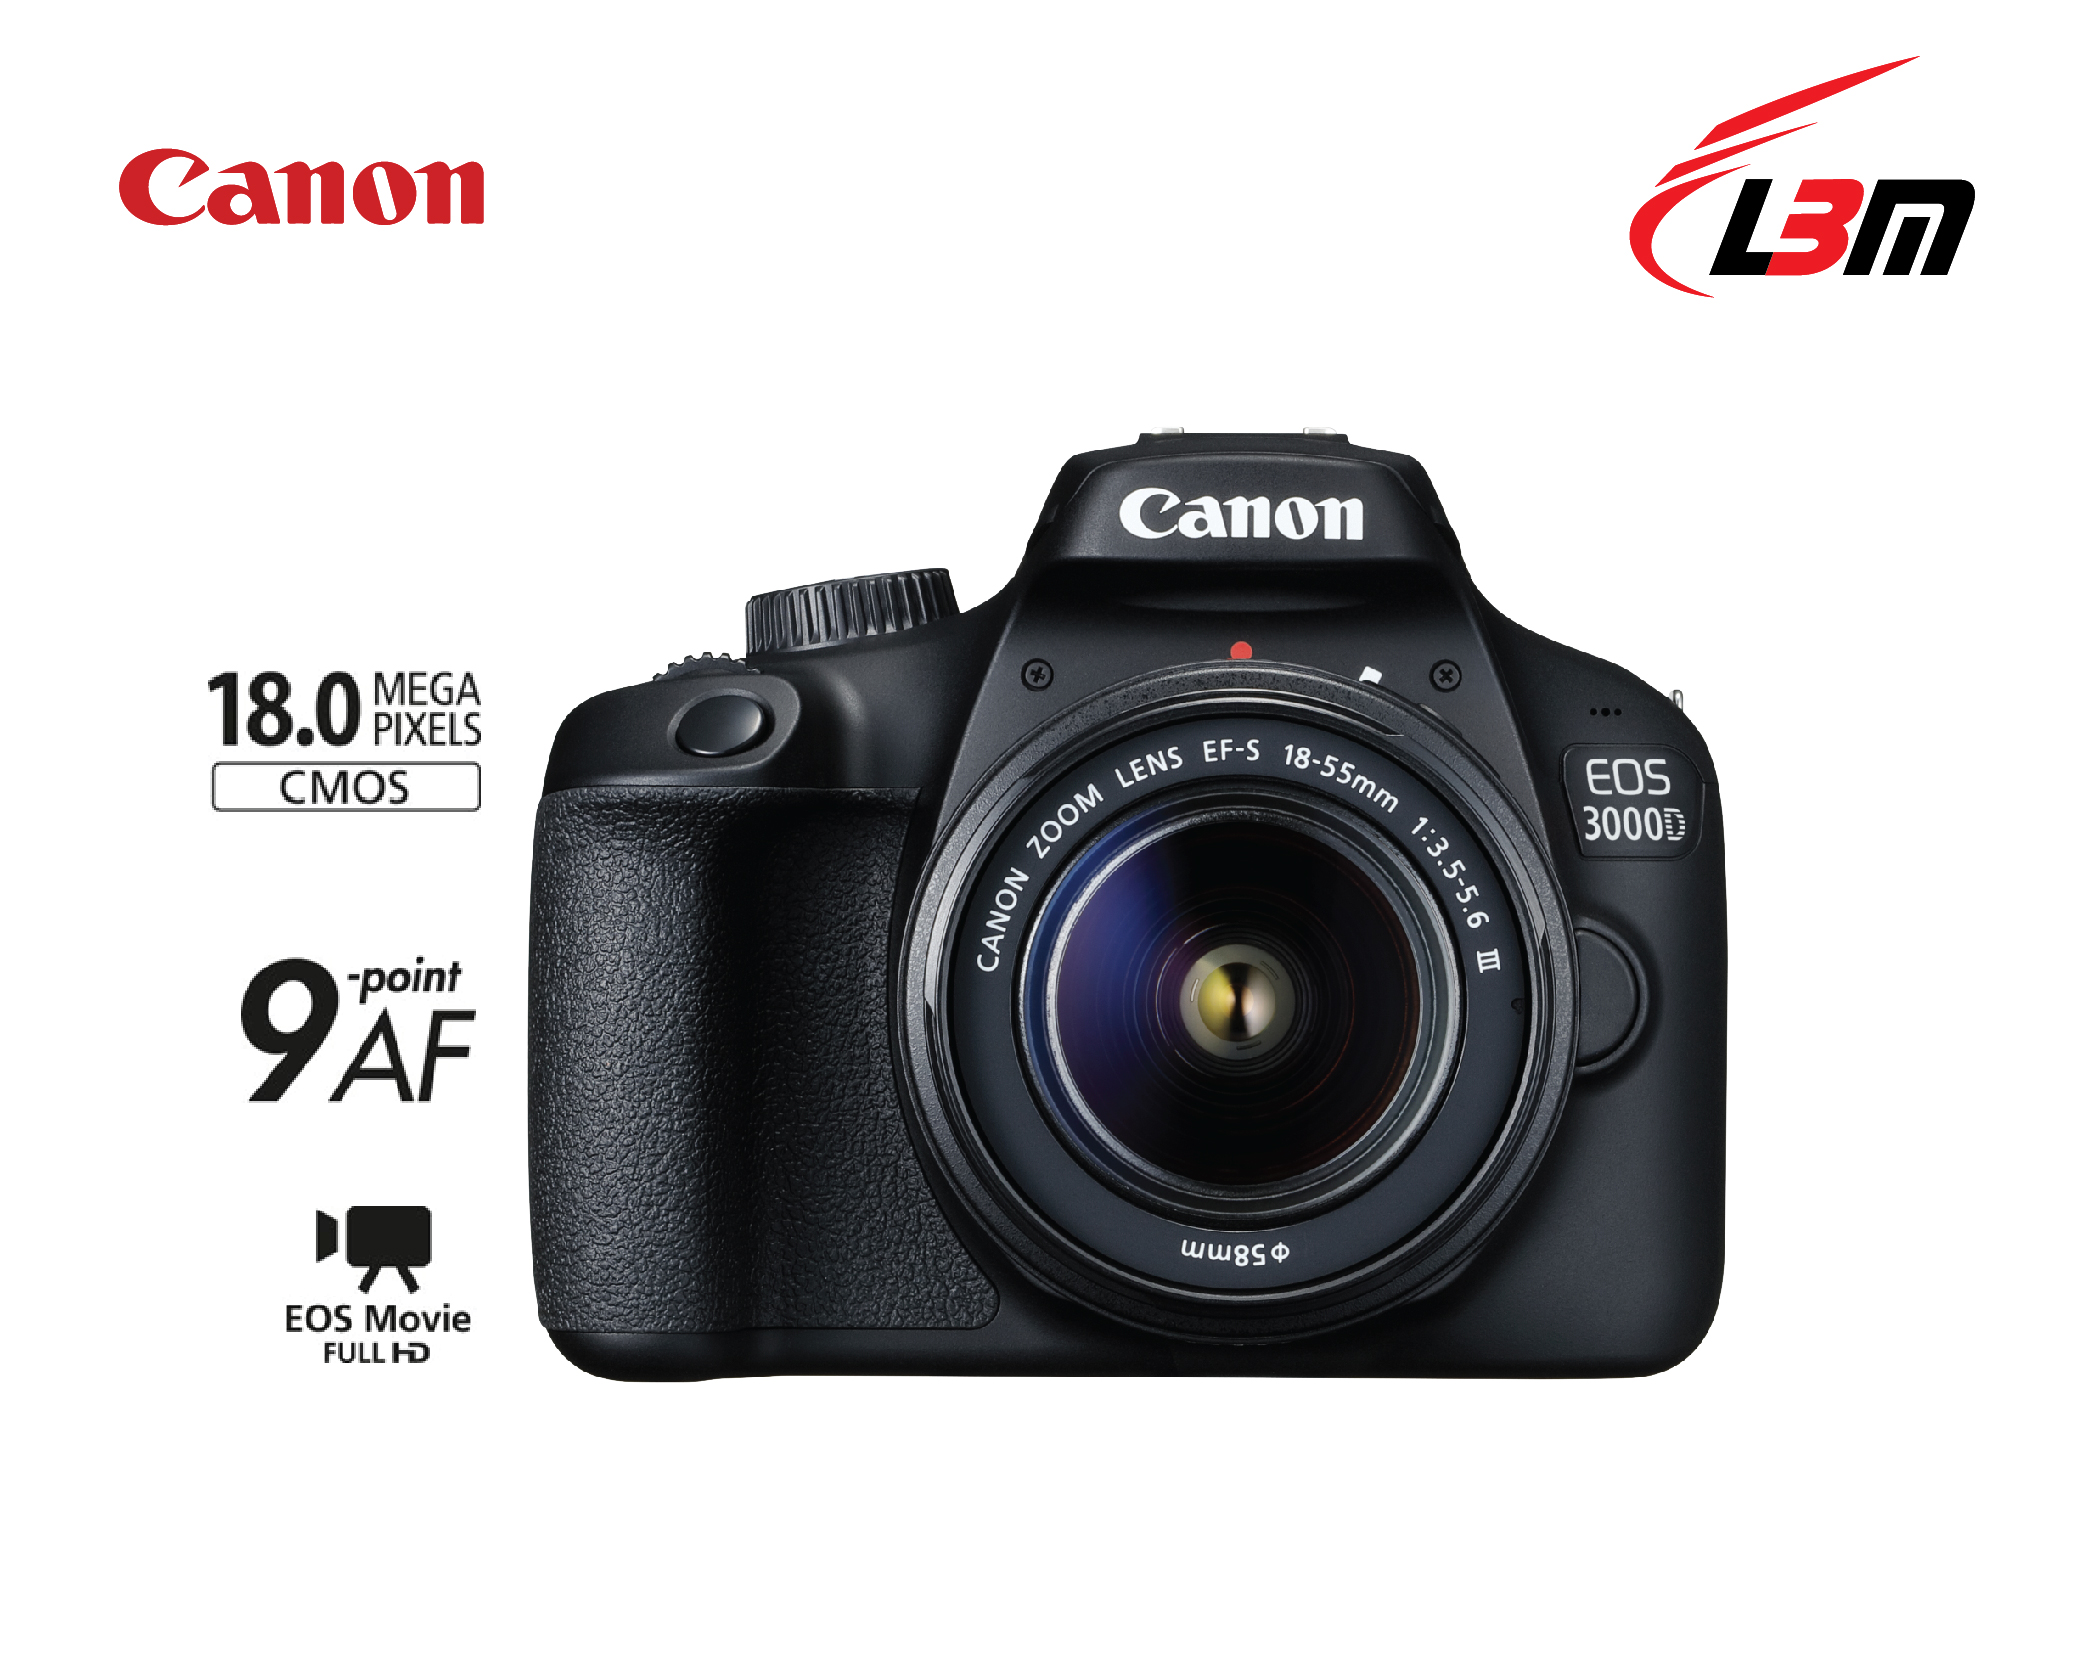 Canon
L3M
Canon
18.0 MEGA PIXELS
CMOS
EOS
3000D
CANON ZOOM LENS EF-S 18-55mm 1:3.5-5.6 III
Φ58mm
9-point AF
EOS Movie
FULL HD